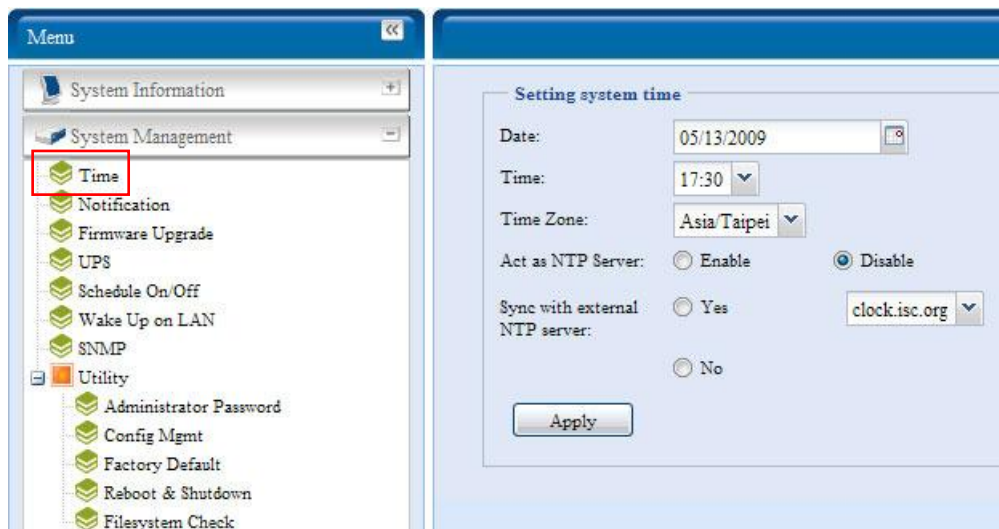 Menu
System Information
System Management
Time
Notification
Firmware Upgrade
UPS
Schedule On/Off
Wake Up on LAN
SNMP
Utility
Administrator Password
Config Mgmt
Factory Default
Reboot & Shutdown
Filesystem Check
Setting system time
Date: 05/13/2009
Time: 17:30
Time Zone: Asia/Taipei
Act as NTP Server: Enable Disable
Sync with external Yes clock.isc.org
NTP server:
No
Apply